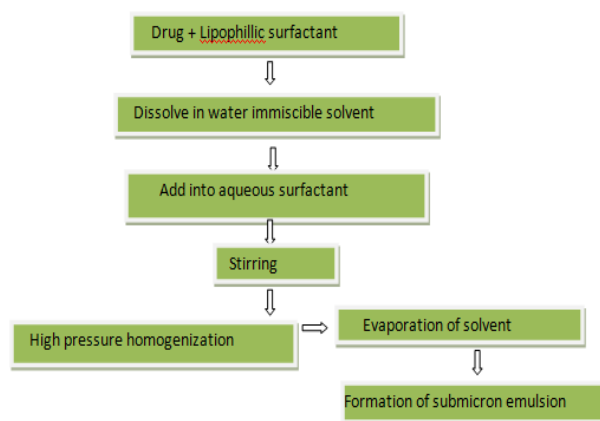 Drug + Lipophillic surfactant
Dissolve in water immiscible solvent
Add into aqueous surfactant
Stirring
High pressure homogenization
Evaporation of solvent
Formation of submicron emulsion